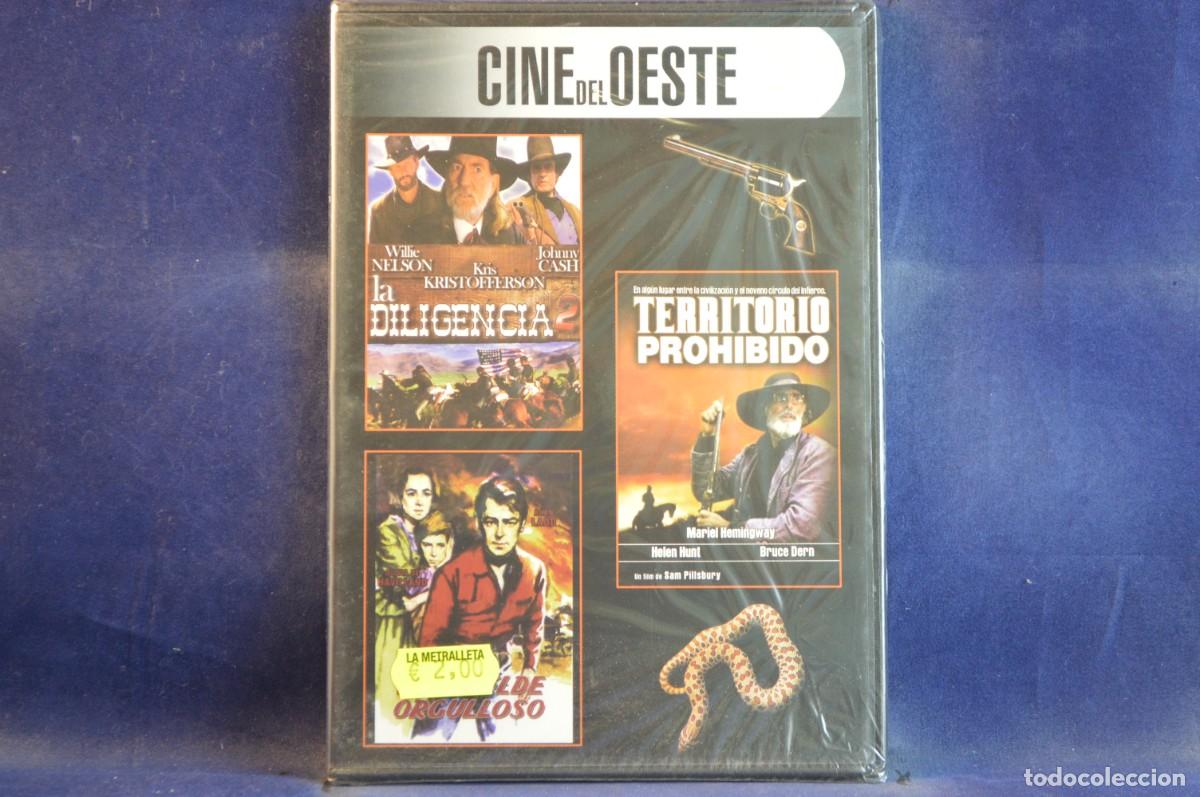 CINE DEL OESTE
Willie
NELSON
Kris
KRISTOFFERSON
Johnny
CASH
la
DILIGENCIA 2
En algún lugar entre la civilización y el noveno círculo del infierno.
TERRITORIO
PROHIBIDO
Mariel Hemingway
Helen Hunt Bruce Dern
Un film de Sam Pillsbury
LADD
LA METRALLETA
€ 2,00
LDE
ORGULLOSO
todocoleccion